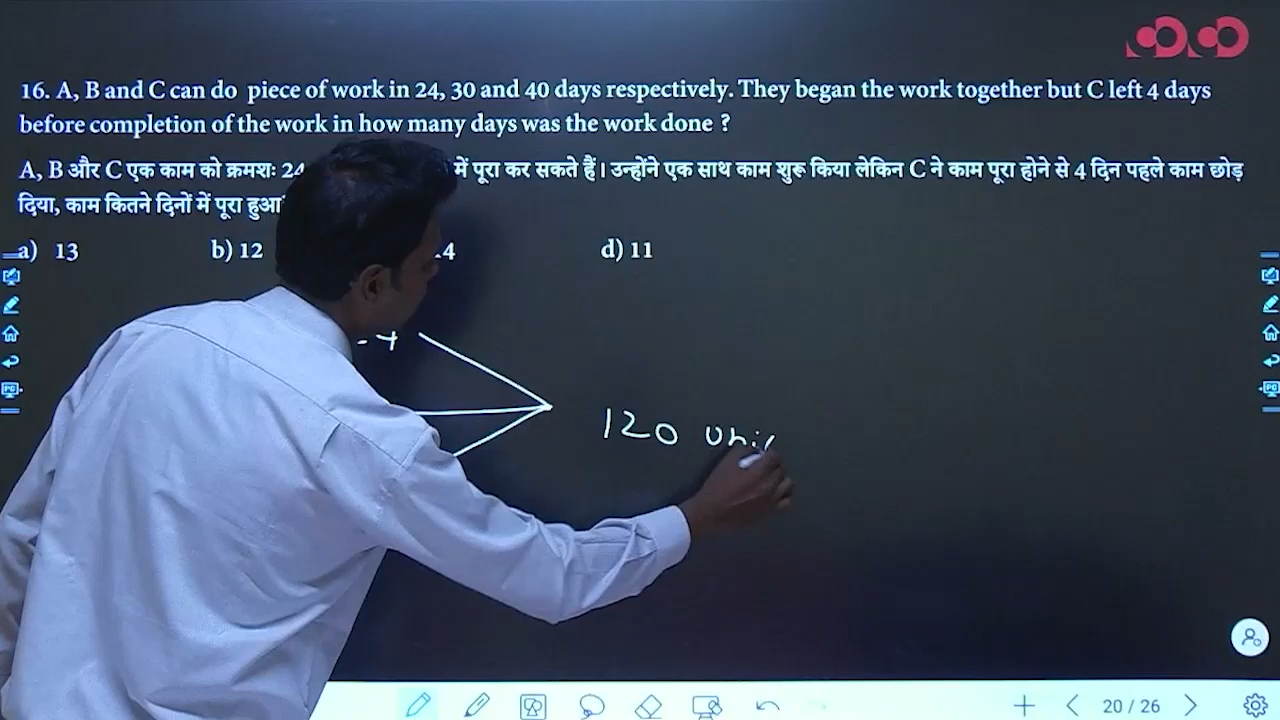 16. A, B and C can do piece of work in 24, 30 and 40 days respectively. They began the work together but C left 4 days
before completion of the work in how many days was the work done ?
A, B और C एक काम को क्रमशः 24 में पूरा कर सकते हैं। उन्होंने एक साथ काम शुरू किया लेकिन C ने काम पूरा होने से 4 दिन पहले काम छोड़
दिया, काम कितने दिनों में पूरा हुआ
a) 13 b) 12 4 d) 11
120 Uni
20 / 26